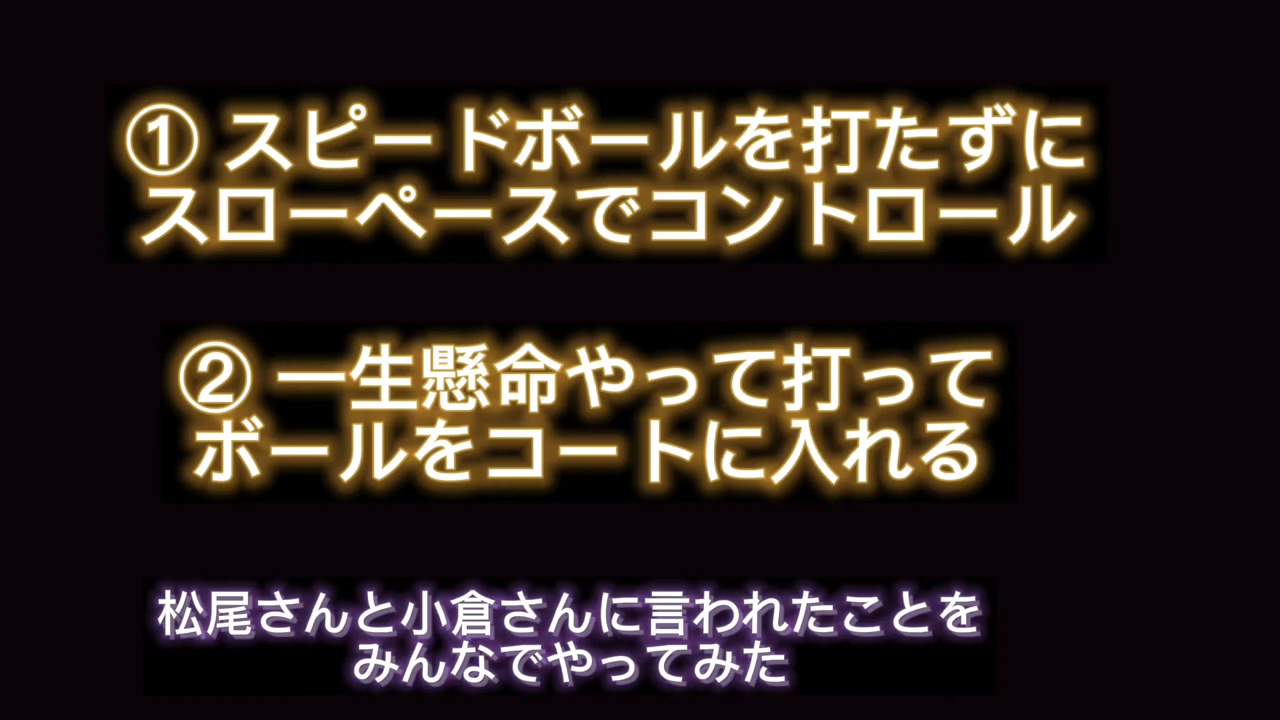 ① スピードボールを打たずに
スローペースでコントロール
② 一生懸命やって打って
ボールをコートに入れる
松尾さんと小倉さんに言われたことを
みんなでやってみた